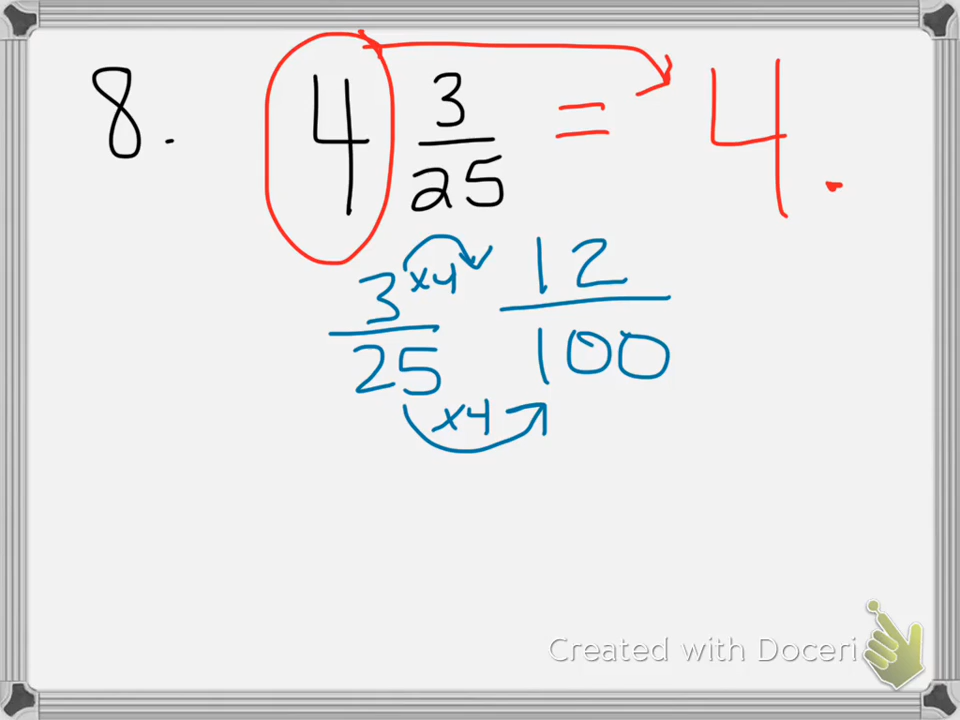 8. 4 3/25 = 4.
3/25 x4 12/100
x4
Created with Doceri